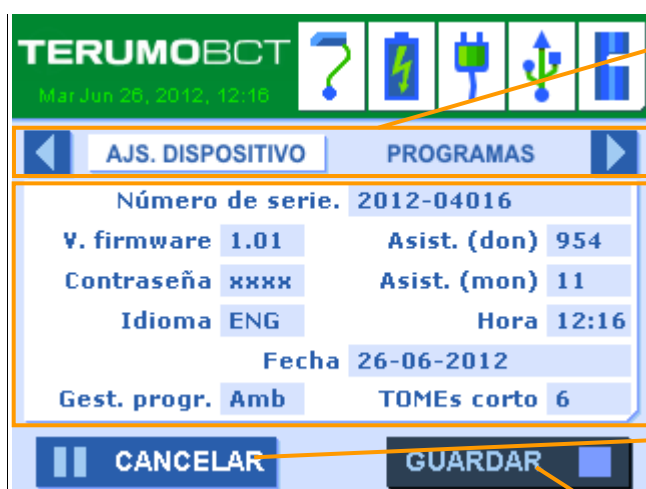 TERUMOBCT
Mar Jun 26, 2012, 12:16
AJS. DISPOSITIVO PROGRAMAS
Número de serie. 2012-04016
V. firmware 1.01 Asist. (don) 954
Contraseña xxxx Asist. (mon) 11
Idioma ENG Hora 12:16
Fecha 26-06-2012
Gest. progr. Amb TOMEs corto 6
CANCELAR GUARDAR